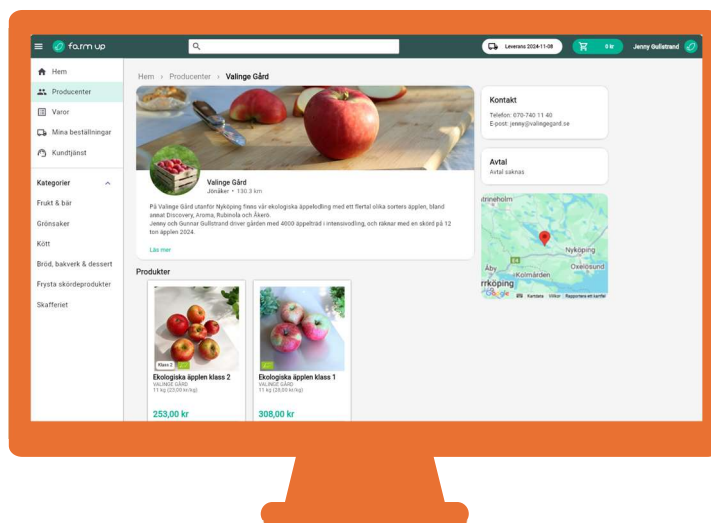 farm up
Leverans 2024-11-08
0 kr
Jenny Gullstrand
Hem
Producenter
Varor
Mina beställningar
Kundtjänst
Kategorier
Frukt & bär
Grönsaker
Kött
Bröd, bakverk & dessert
Frysta skördeprodukter
Skafferiet
Hem › Producenter › Valinge Gård
Valinge Gård
Jönåker • 130.3 km
På Valinge Gård utanför Nyköping finns vår ekologiska äppelodling med ett flertal olika sorters äpplen, bland
annat Discovery, Aroma, Rubinola och Åkerö.
Jenny och Gunnar Gullstrand driver gården med 4000 äppelträd i intensivodling, och räknar med en skörd på 12
ton äpplen 2024.
Läs mer
Kontakt
Telefon: 070-740 11 40
E-post: jenny@valingegard.se
Avtal
Avtal saknas
trineholm
Nyköping
E4
Oxelösund
Åby
Kolmården
rrköping
Google
Kartdata
Villkor
Rapportera ett kartfel
Produkter
Klass 2
Ekologiska äpplen klass 2
VALINGE GÅRD
11 kg (23,00 kr/kg)
253,00 kr
Ekologiska äpplen klass 1
VALINGE GÅRD
11 kg (28,00 kr/kg)
308,00 kr